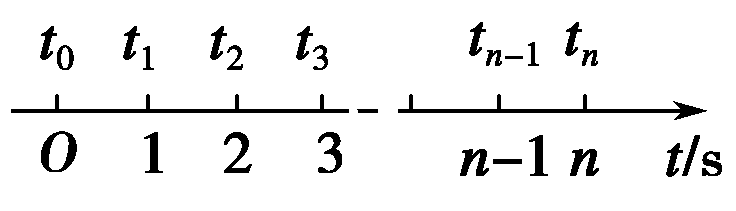 t₀ t₁ t₂ t₃ tₙ₋₁ tₙ
O 1 2 3 n-1 n t/s